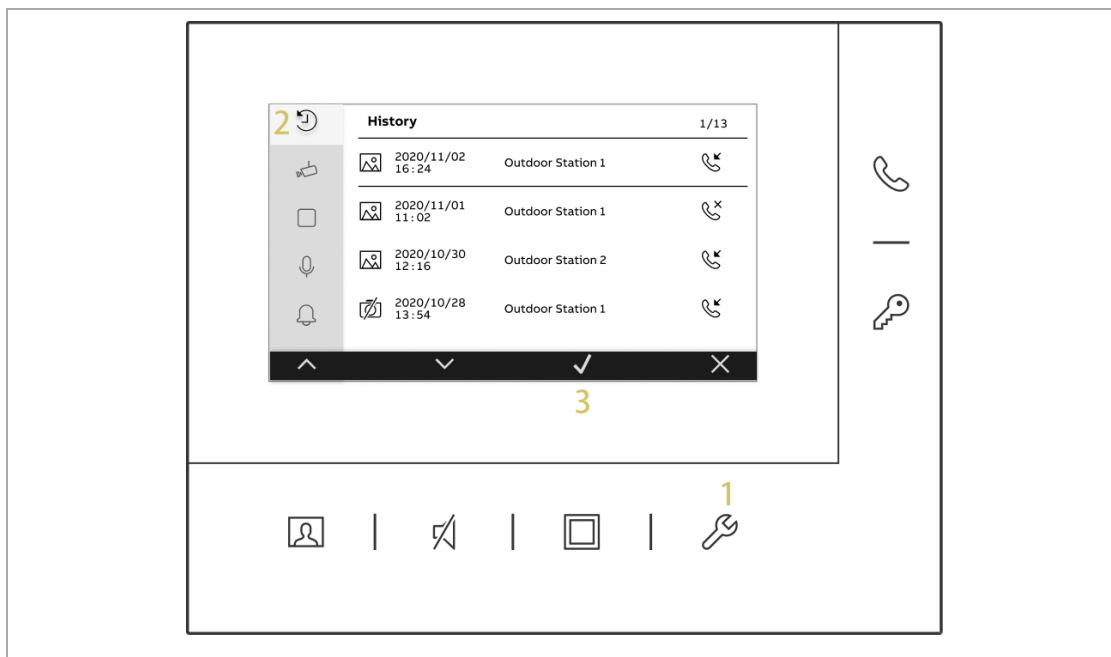 2
History 1/13
2020/11/02
16:24
Outdoor Station 1
2020/11/01
11:02
Outdoor Station 1
2020/10/30
12:16
Outdoor Station 2
2020/10/28
13:54
Outdoor Station 1
3
1